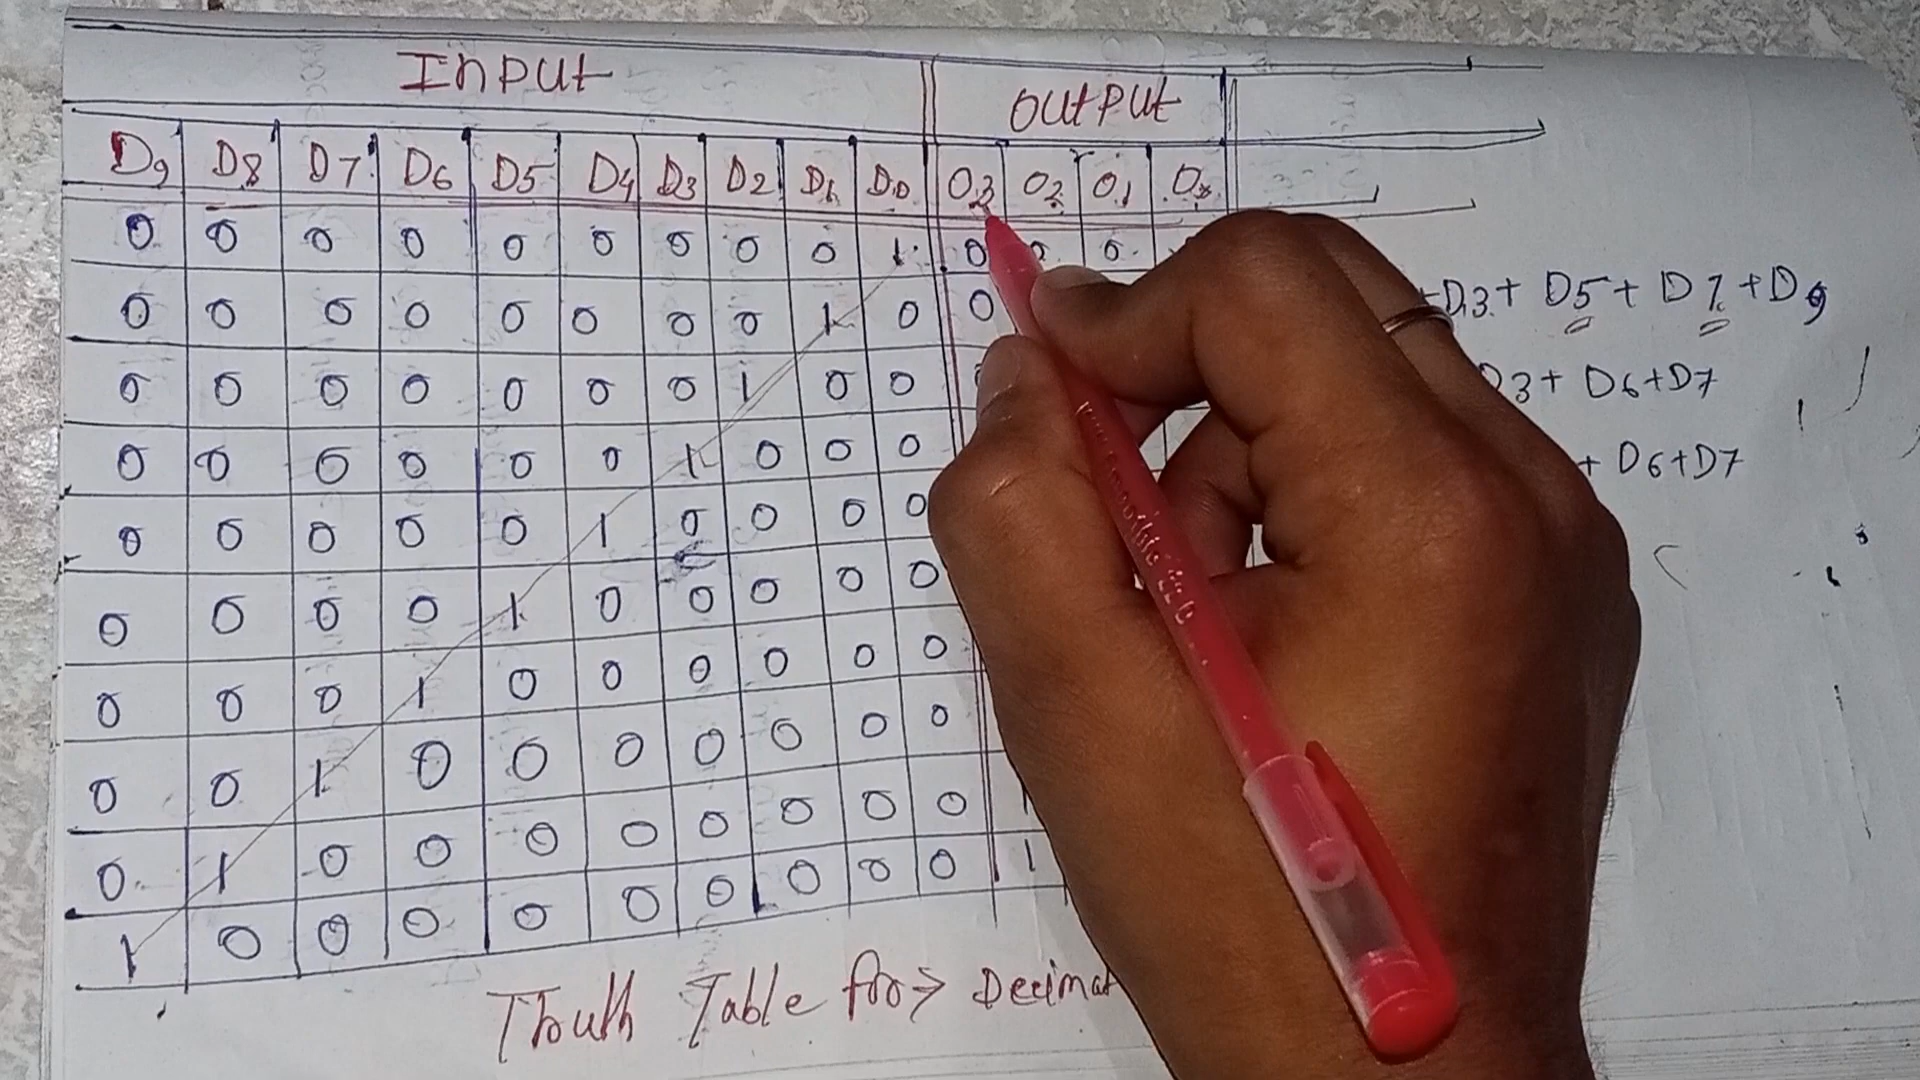 Input Output
D9 D8 D7 D6 D5 D4 D3 D2 D1 D0 O3 O2 O1 O0
0 0 0 0 0 0 0 0 0 1 0 0 0
0 0 0 0 0 0 0 0 1 0 0
0 0 0 0 0 0 0 1 0 0
0 0 0 0 0 0 1 0 0 0
0 0 0 0 0 1 0 0 0 0
0 0 0 0 1 0 0 0 0 0
0 0 0 1 0 0 0 0 0 0
0 0 1 0 0 0 0 0 0 0
0 1 0 0 0 0 0 0 0 0
1 0 0 0 0 0 0 0 0 0 1
+D3+ D5+ D7 +D9
D3+ D6+D7
+ D6+D7
Truth Table for→ Decimal